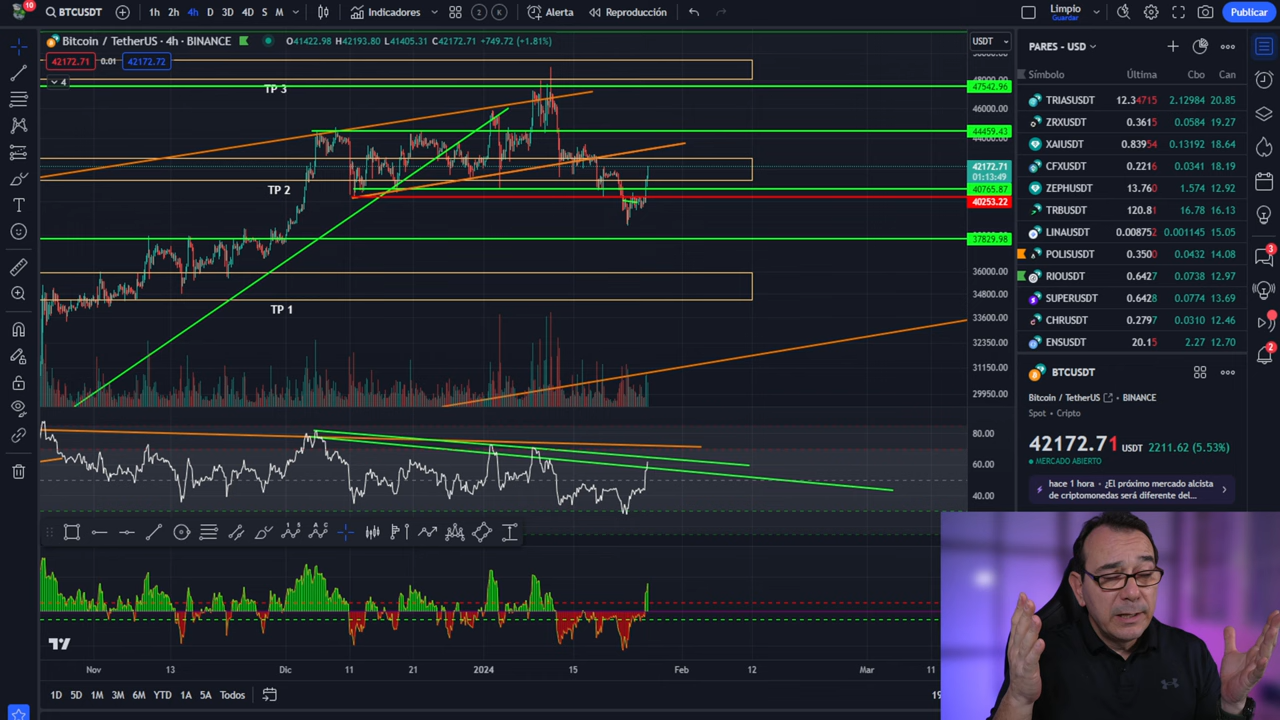 10
BTCUSDT
1h 2h 4h D 3D 4D S M
Indicadores
2 K
Alerta
Reproducción
Limpio
Guardar
Publicar
Bitcoin / TetherUS · 4h · BINANCE
O41422.98 H42193.80 L41405.31 C42172.71 +749.72 (+1.81%)
42172.71 0.01 42172.72
4
TP 3
TP 2
TP 1
USDT
48000.00
47542.96
46000.00
44459.43
42172.71
01:13:49
40765.87
40253.22
37829.98
36000.00
34800.00
33600.00
32350.00
31150.00
29950.00
80.00
60.00
40.00
1 S
A C
Nov 13 Dic 11 21 2024 15 Feb 12 Mar 11
1D 5D 1M 3M 6M YTD 1A 5A Todos
19
PARES - USD
Símbolo Última Cbo Can
TRIASUSDT 12.34715 2.12984 20.85
ZRXUSDT 0.3615 0.0584 19.27
XAIUSDT 0.83954 0.13192 18.64
CFXUSDT 0.2216 0.0341 18.19
ZEPHUSDT 13.760 1.574 12.92
TRBUSDT 120.81 16.78 16.13
LINAUSDT 0.008752 0.001145 15.05
POLISUSDT 0.3500 0.0432 14.08
RIOUSDT 0.6427 0.0738 12.97
SUPERUSDT 0.6428 0.0774 13.69
CHRUSDT 0.2797 0.0310 12.46
ENSUSDT 20.15 2.27 12.70
BTCUSDT
Bitcoin / TetherUS · BINANCE
Spot · Cripto
42172.71 USDT 2211.62 (5.53%)
MERCADO ABIERTO
hace 1 hora · ¿El próximo mercado alcista
de criptomonedas será diferente del...
3
2